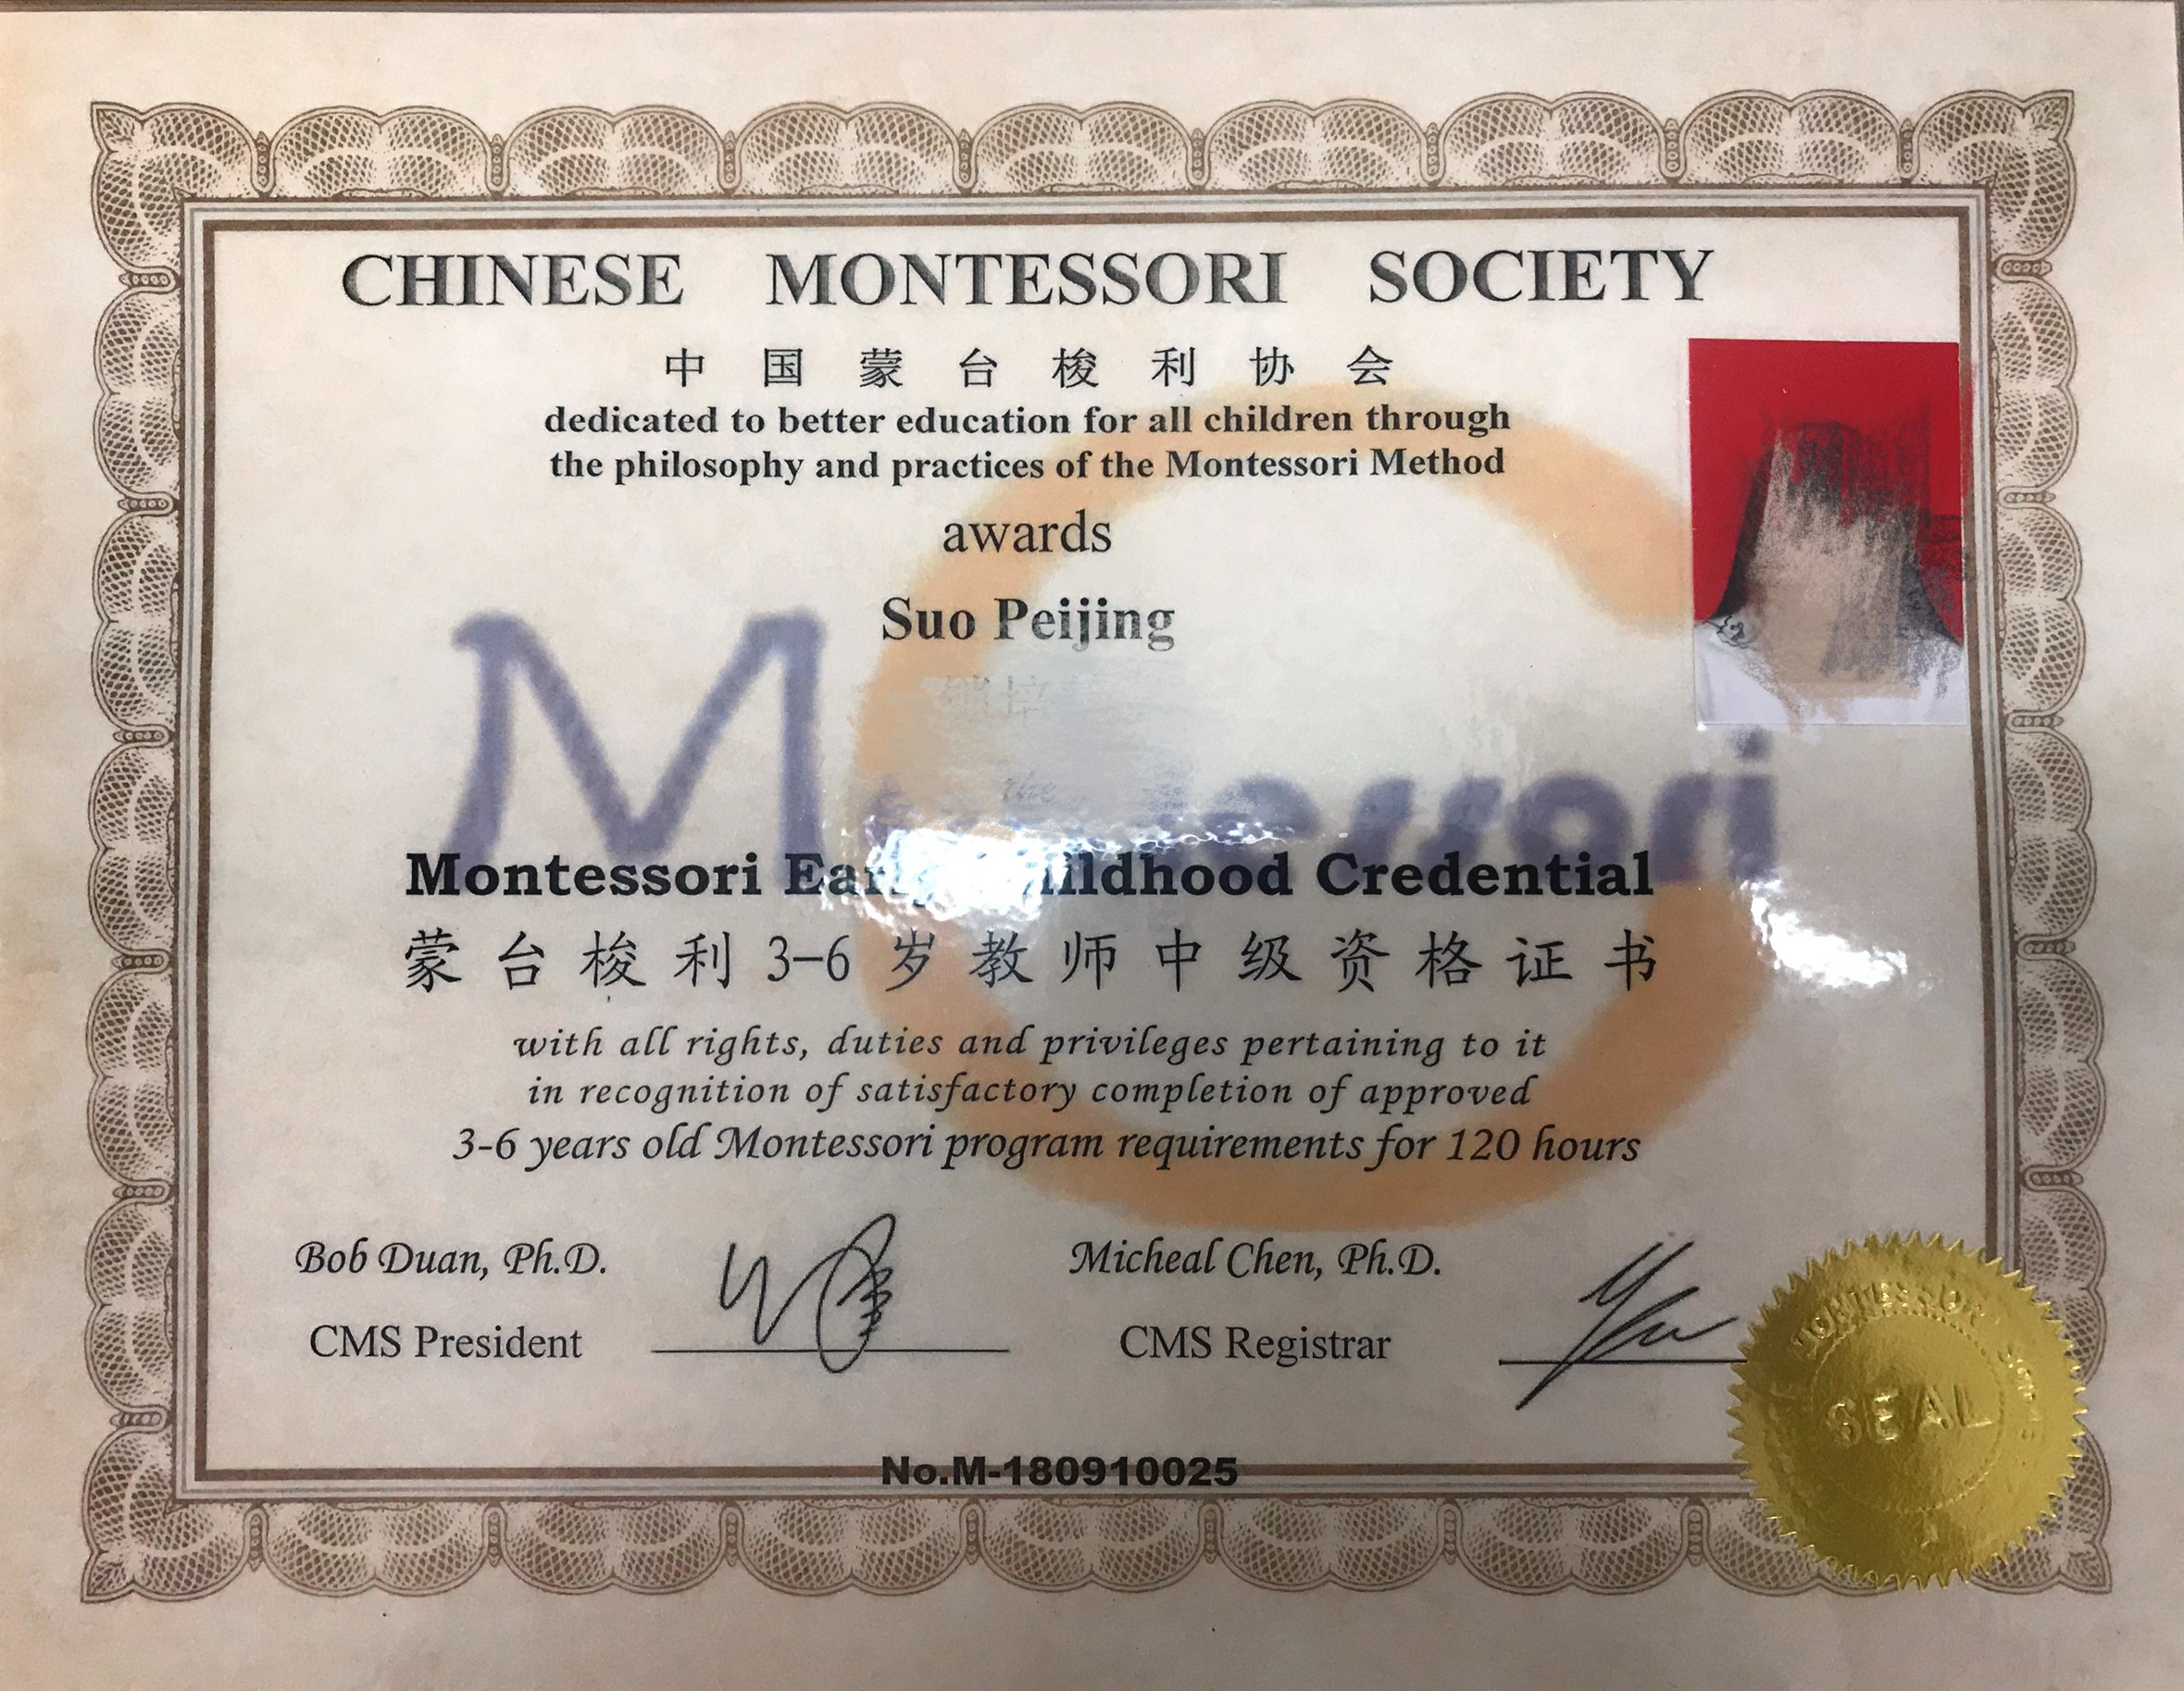 CHINESE MONTESSORI SOCIETY
中国蒙台梭利协会
dedicated to better education for all children through
the philosophy and practices of the Montessori Method
awards
Suo Peijing
the
Montessori Childhood Credential
蒙台梭利3-6岁教师中级资格证书
with all rights, duties and privileges pertaining to it
in recognition of satisfactory completion of approved
3-6 years old Montessori program requirements for 120 hours
Bob Duan, Ph.D.
CMS President
Micheal Chen, Ph.D.
CMS Registrar
SEAL
No.M-180910025